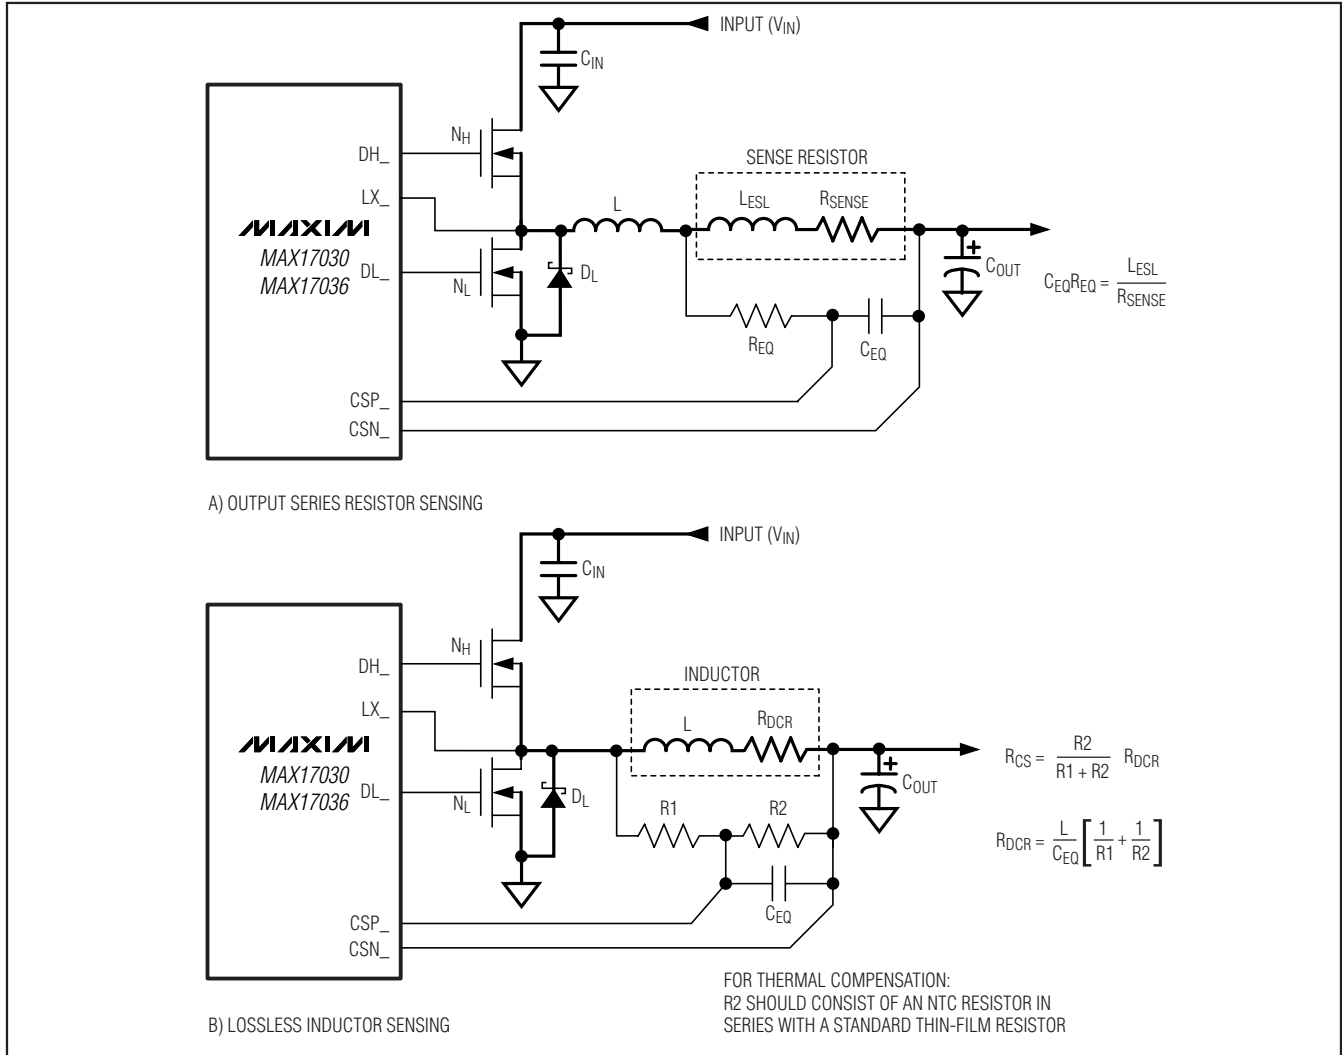 INPUT (VIN)
CIN
NH
DH_
SENSE RESISTOR
LX_
L
LESL
RSENSE
MAXIM
MAX17030
MAX17036
DL_
NL
DL
+
COUT
CEQREQ = LESL
RSENSE
REQ
CEQ
CSP_
CSN_
A) OUTPUT SERIES RESISTOR SENSING
INPUT (VIN)
CIN
NH
DH_
INDUCTOR
LX_
L
RDCR
MAXIM
MAX17030
MAX17036
DL_
NL
DL
+
COUT
RCS = R2
R1 + R2 RDCR
R1
R2
RDCR = L
CEQ [1
R1 + 1
R2]
CEQ
CSP_
CSN_
FOR THERMAL COMPENSATION:
R2 SHOULD CONSIST OF AN NTC RESISTOR IN
SERIES WITH A STANDARD THIN-FILM RESISTOR
B) LOSSLESS INDUCTOR SENSING